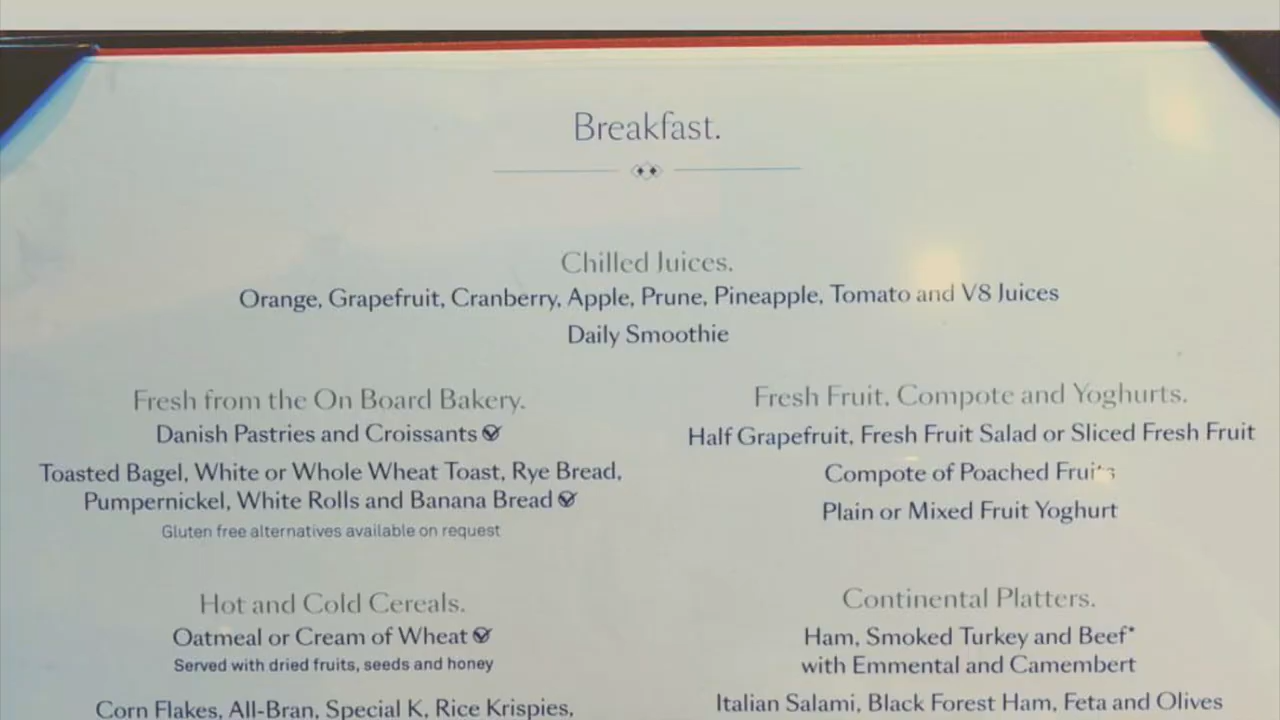 Breakfast.
Chilled Juices.
Orange, Grapefruit, Cranberry, Apple, Prune, Pineapple, Tomato and V8 Juices
Daily Smoothie
Fresh from the On Board Bakery.
Danish Pastries and Croissants
Toasted Bagel, White or Whole Wheat Toast, Rye Bread,
Pumpernickel, White Rolls and Banana Bread
Gluten free alternatives available on request
Hot and Cold Cereals.
Oatmeal or Cream of Wheat
Served with dried fruits, seeds and honey
Corn Flakes, All-Bran, Special K, Rice Krispies,
Fresh Fruit, Compote and Yoghurts.
Half Grapefruit, Fresh Fruit Salad or Sliced Fresh Fruit
Compote of Poached Fruits
Plain or Mixed Fruit Yoghurt
Continental Platters.
Ham, Smoked Turkey and Beef*
with Emmental and Camembert
Italian Salami, Black Forest Ham, Feta and Olives